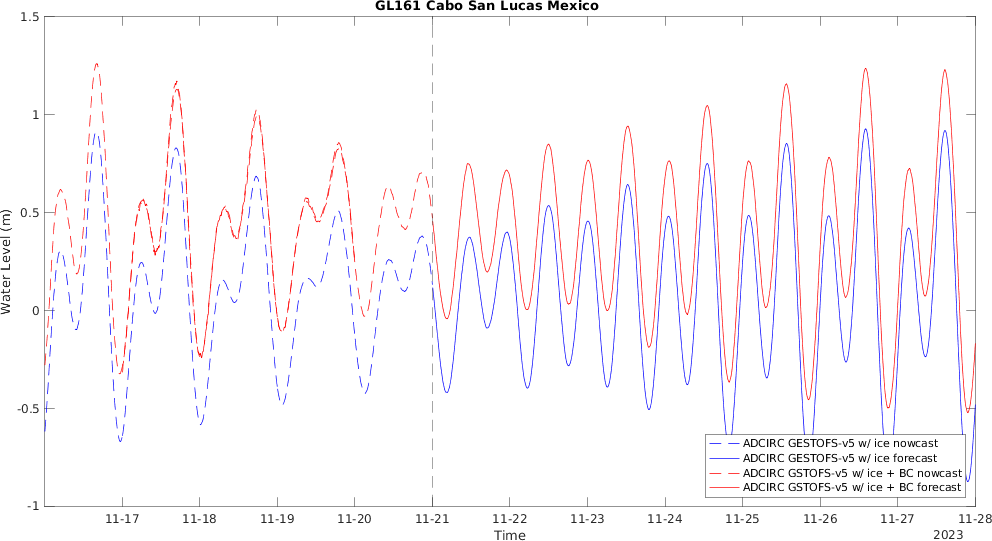 GL161 Cabo San Lucas Mexico
1.5
1
0.5
0
-0.5
-1
Water Level (m)
ADCIRC GESTOFS-v5 w/ ice nowcast
ADCIRC GESTOFS-v5 w/ ice forecast
ADCIRC GSTOFS-v5 w/ ice + BC nowcast
ADCIRC GSTOFS-v5 w/ ice + BC forecast
11-17 11-18 11-19 11-20 11-21 11-22 11-23 11-24 11-25 11-26 11-27 11-28
Time
2023